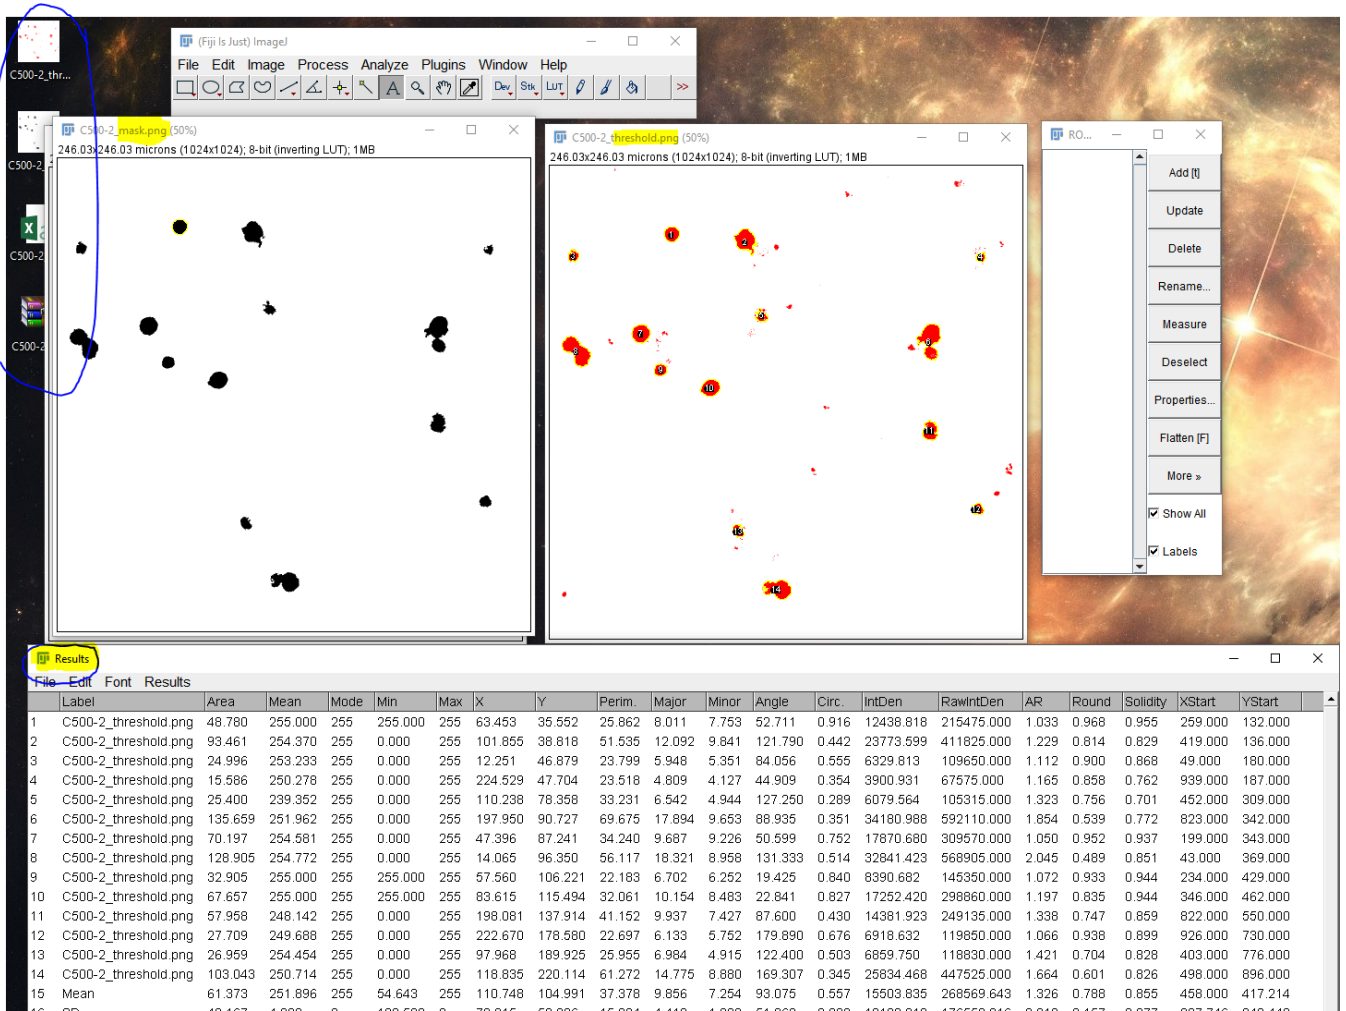 C500-2_thr...
C500-2_
C500-2
C500-2
(Fiji Is Just) ImageJ
File Edit Image Process Analyze Plugins Window Help
A Dev Stk LUT >>
C500-2_mask.png (50%)
246.03x246.03 microns (1024x1024); 8-bit (inverting LUT); 1MB
C500-2_threshold.png (50%)
246.03x246.03 microns (1024x1024); 8-bit (inverting LUT); 1MB
1
2
3
4
5
6
7
8
9
10
11
12
13
14
RO...
Add [t]
Update
Delete
Rename...
Measure
Deselect
Properties...
Flatten [F]
More »
Show All
Labels
Results
File Edit Font Results
Label Area Mean Mode Min Max X Y Perim. Major Minor Angle Circ. IntDen RawIntDen AR Round Solidity XStart YStart
1 C500-2_threshold.png 48.780 255.000 255 255.000 255 63.453 35.552 25.862 8.011 7.753 52.711 0.916 12438.818 215475.000 1.033 0.968 0.955 259.000 132.000
2 C500-2_threshold.png 93.461 254.370 255 0.000 255 101.855 38.818 51.535 12.092 9.841 121.790 0.442 23773.599 411825.000 1.229 0.814 0.829 419.000 136.000
3 C500-2_threshold.png 24.996 253.233 255 0.000 255 12.251 46.879 23.799 5.948 5.351 84.056 0.555 6329.813 109650.000 1.112 0.900 0.868 49.000 180.000
4 C500-2_threshold.png 15.586 250.278 255 0.000 255 224.529 47.704 23.518 4.809 4.127 44.909 0.354 3900.931 67575.000 1.165 0.858 0.762 939.000 187.000
5 C500-2_threshold.png 25.400 239.352 255 0.000 255 110.238 78.358 33.231 6.542 4.944 127.250 0.289 6079.564 105315.000 1.323 0.756 0.701 452.000 309.000
6 C500-2_threshold.png 135.659 251.962 255 0.000 255 197.950 90.727 69.675 17.894 9.653 88.935 0.351 34180.988 592110.000 1.854 0.539 0.772 823.000 342.000
7 C500-2_threshold.png 70.197 254.581 255 0.000 255 47.396 87.241 34.240 9.687 9.226 50.599 0.752 17870.680 309570.000 1.050 0.952 0.937 199.000 343.000
8 C500-2_threshold.png 128.905 254.772 255 0.000 255 14.065 96.350 56.117 18.321 8.958 131.333 0.514 32841.423 568905.000 2.045 0.489 0.851 43.000 369.000
9 C500-2_threshold.png 32.905 255.000 255 255.000 255 57.560 106.221 22.183 6.702 6.252 19.425 0.840 8390.682 145350.000 1.072 0.933 0.944 234.000 429.000
10 C500-2_threshold.png 67.657 255.000 255 255.000 255 83.615 115.494 32.061 10.154 8.483 22.841 0.827 17252.420 298860.000 1.197 0.835 0.944 346.000 462.000
11 C500-2_threshold.png 57.958 248.142 255 0.000 255 198.081 137.914 41.152 9.937 7.427 87.600 0.430 14381.923 249135.000 1.338 0.747 0.859 822.000 550.000
12 C500-2_threshold.png 27.709 249.688 255 0.000 255 222.670 178.580 22.697 6.133 5.752 179.890 0.676 6918.632 119850.000 1.066 0.938 0.899 926.000 730.000
13 C500-2_threshold.png 26.959 254.454 255 0.000 255 97.968 189.925 25.955 6.984 4.915 122.400 0.503 6859.750 118830.000 1.421 0.704 0.828 403.000 776.000
14 C500-2_threshold.png 103.043 250.714 255 0.000 255 118.835 220.114 61.272 14.775 8.880 169.307 0.345 25834.468 447525.000 1.664 0.601 0.826 498.000 896.000
15 Mean 61.373 251.896 255 54.643 255 110.748 104.991 37.378 9.856 7.254 93.075 0.557 15503.835 268569.643 1.326 0.788 0.855 458.000 417.214